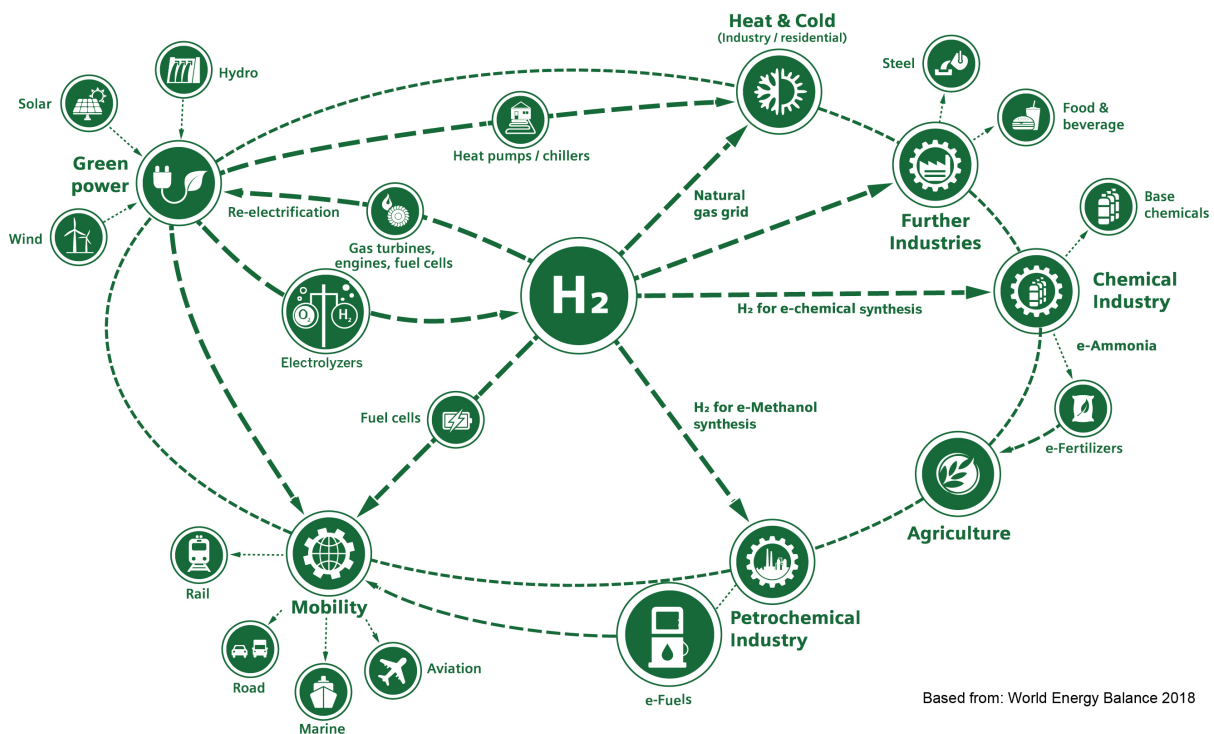 Heat & Cold
(Industry / residential)
Steel
Hydro
Solar
Food &
beverage
Heat pumps / chillers
Green
power
Natural
gas grid
Base
chemicals
Re-electrification
Further
Industries
Wind
Gas turbines,
engines, fuel cells
H₂
Chemical
Industry
O₂
H₂
H₂ for e-chemical synthesis
Electrolyzers
e-Ammonia
Fuel cells
H₂ for e-Methanol
synthesis
e-Fertilizers
Agriculture
Rail
Mobility
Petrochemical
Industry
Aviation
Road
Marine
e-Fuels
Based from: World Energy Balance 2018